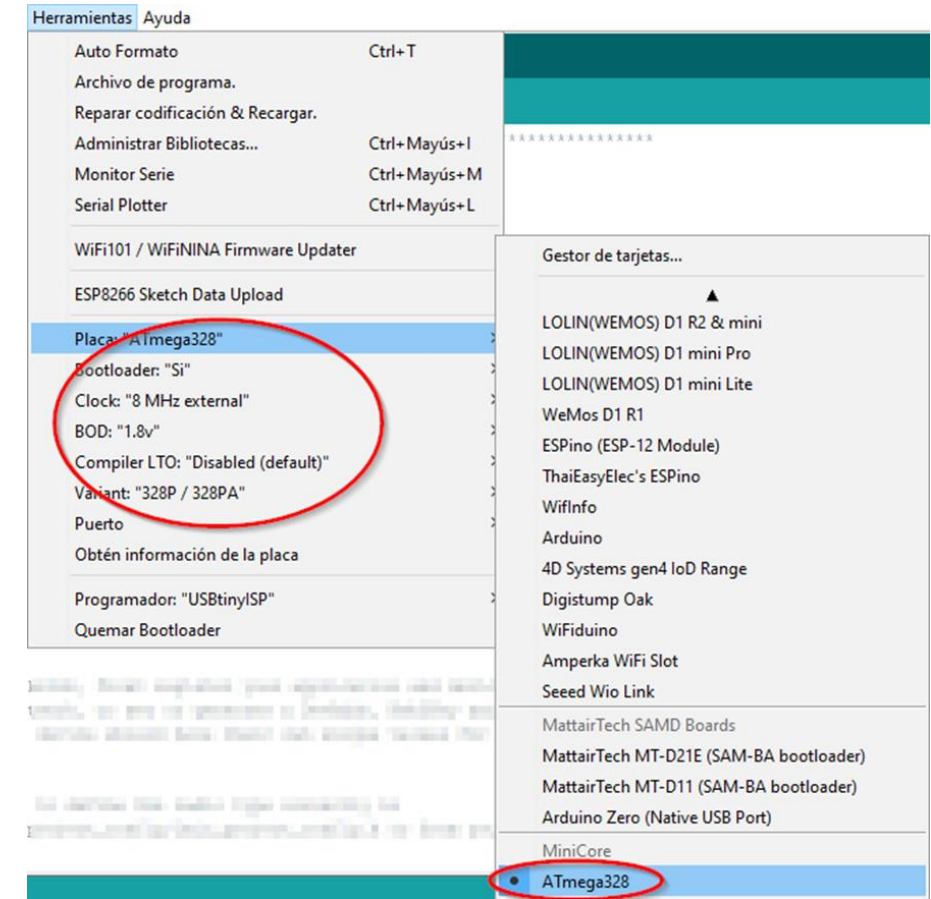 Herramientas Ayuda
Auto Formato Ctrl+T
Archivo de programa.
Reparar codificación & Recargar.
Administrar Bibliotecas... Ctrl+Mayús+I
Monitor Serie Ctrl+Mayús+M
Serial Plotter Ctrl+Mayús+L
WiFi101 / WiFiNINA Firmware Updater
ESP8266 Sketch Data Upload
Placa: "ATmega328"
Bootloader: "Si"
Clock: "8 MHz external"
BOD: "1.8v"
Compiler LTO: "Disabled (default)"
Variant: "328P / 328PA"
Puerto
Obtén información de la placa
Programador: "USBtinyISP"
Quemar Bootloader
***************
Gestor de tarjetas...
LOLIN(WEMOS) D1 R2 & mini
LOLIN(WEMOS) D1 mini Pro
LOLIN(WEMOS) D1 mini Lite
WeMos D1 R1
ESPino (ESP-12 Module)
ThaiEasyElec's ESPino
WifInfo
Arduino
4D Systems gen4 IoD Range
Digistump Oak
WiFiduino
Amperka WiFi Slot
Seeed Wio Link
MattairTech SAMD Boards
MattairTech MT-D21E (SAM-BA bootloader)
MattairTech MT-D11 (SAM-BA bootloader)
Arduino Zero (Native USB Port)
MiniCore
ATmega328